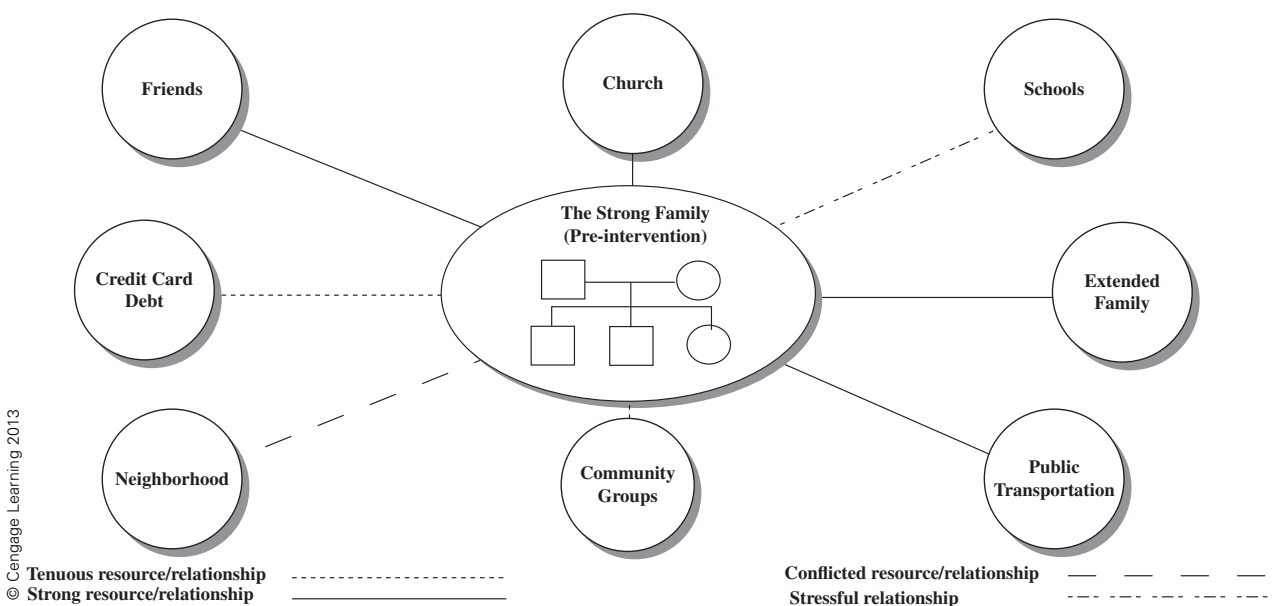 Friends
Church
Schools
The Strong Family
(Pre-intervention)
Credit Card
Debt
Extended
Family
Neighborhood
Community
Groups
Public
Transportation
© Cengage Learning 2013
Tenuous resource/relationship
Strong resource/relationship
Conflicted resource/relationship
Stressful relationship